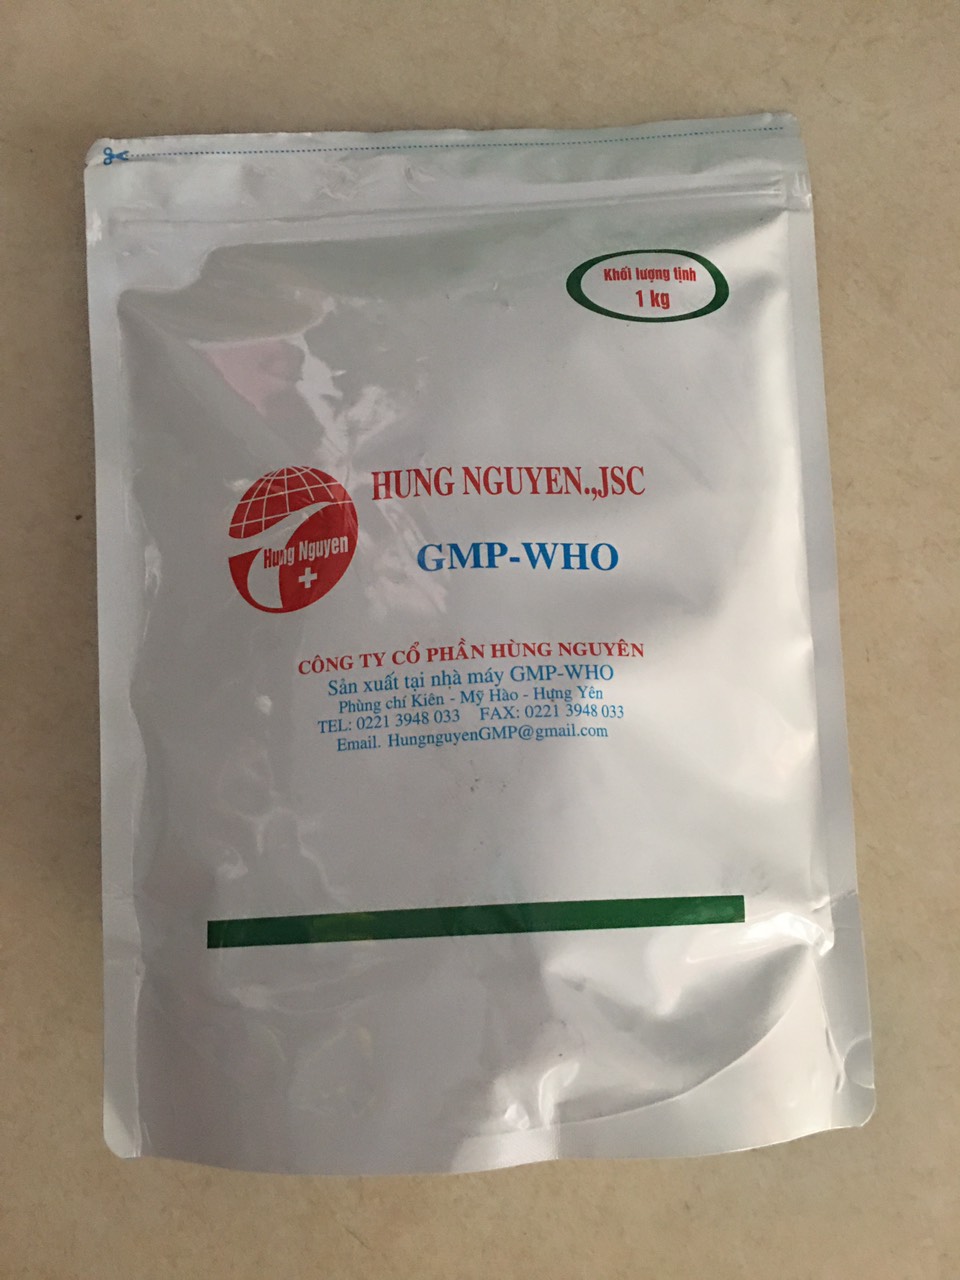 Khối lượng tịnh
1 kg
HUNG NGUYEN.,JSC
Hung Nguyen
GMP-WHO
CÔNG TY CỔ PHẦN HÙNG NGUYÊN
Sản xuất tại nhà máy GMP-WHO
Phùng chí Kiên - Mỹ Hào - Hưng Yên
TEL: 0221 3948 033 FAX: 0221 3948 033
Email. HungnguyenGMP@gmail.com